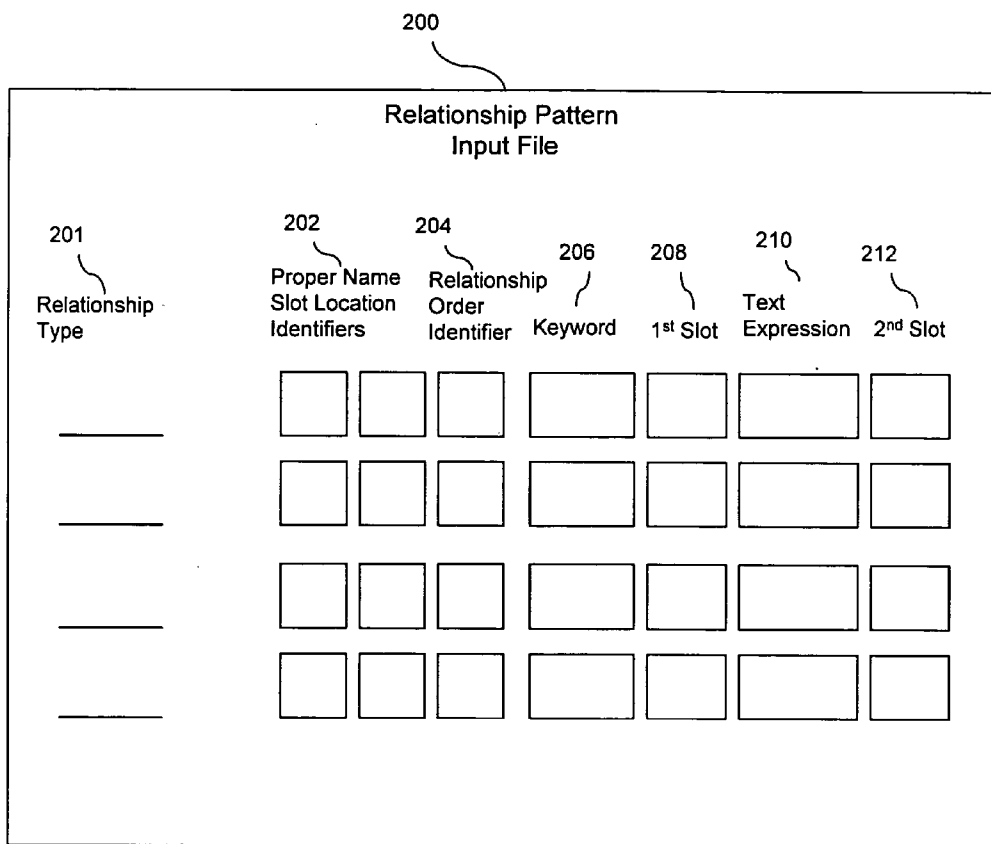 200
Relationship Pattern
Input File
201
202
204
206
208
210
212
Relationship
Type
Proper Name
Slot Location
Identifiers
Relationship
Order
Identifier
Keyword
1st Slot
Text
Expression
2nd Slot